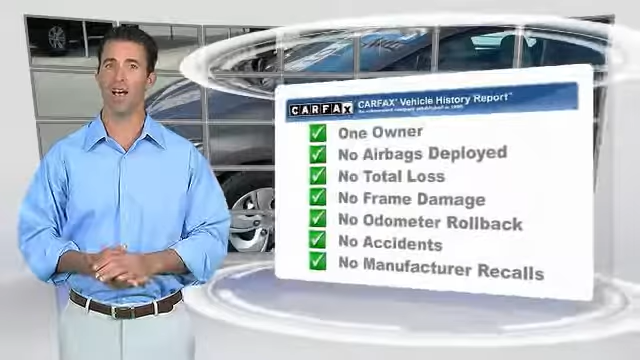 CARFAX CARFAX Vehicle History Report™
One Owner
No Airbags Deployed
No Total Loss
No Frame Damage
No Odometer Rollback
No Accidents
No Manufacturer Recalls